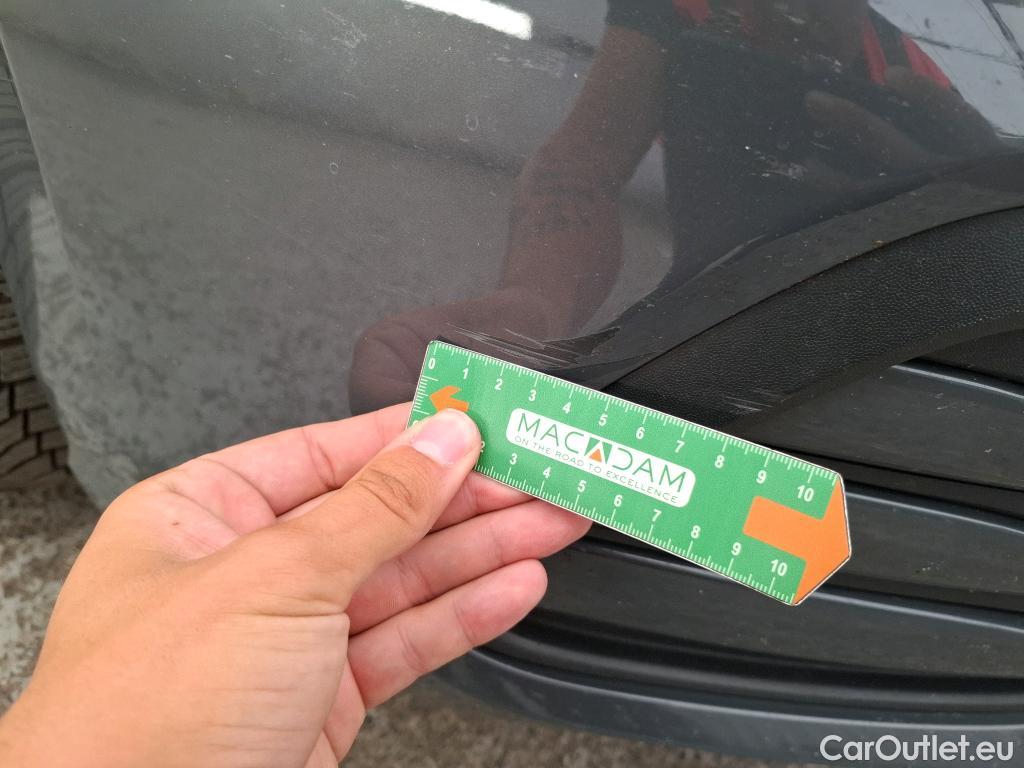 0 1 2 3 4 5 6 7 8 9 10
MACADAM
ON THE ROAD TO EXCELLENCE
2 3 4 5 6 7 8 9 10
CarOutlet.eu